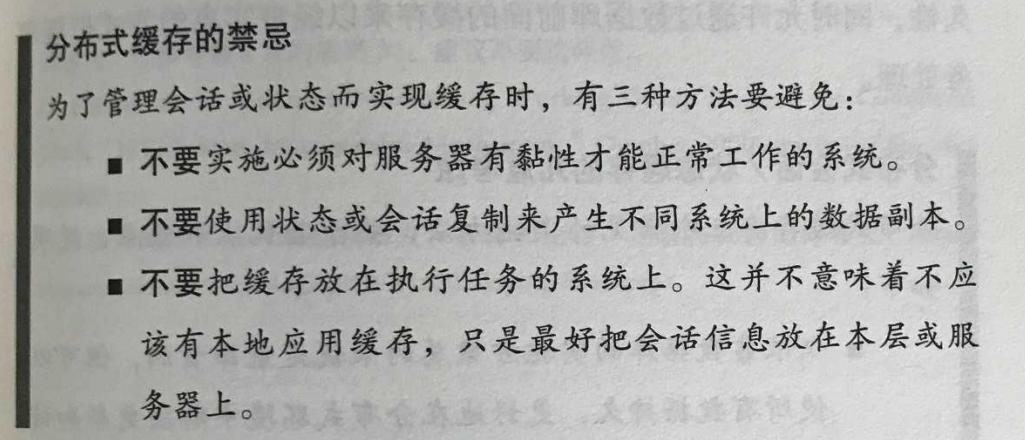 分布式缓存的禁忌
为了管理会话或状态而实现缓存时，有三种方法要避免：
■ 不要实施必须对服务器有黏性才能正常工作的系统。
■ 不要使用状态或会话复制来产生不同系统上的数据副本。
■ 不要把缓存放在执行任务的系统上。这并不意味着不应
该有本地应用缓存，只是最好把会话信息放在本层或服
务器上。